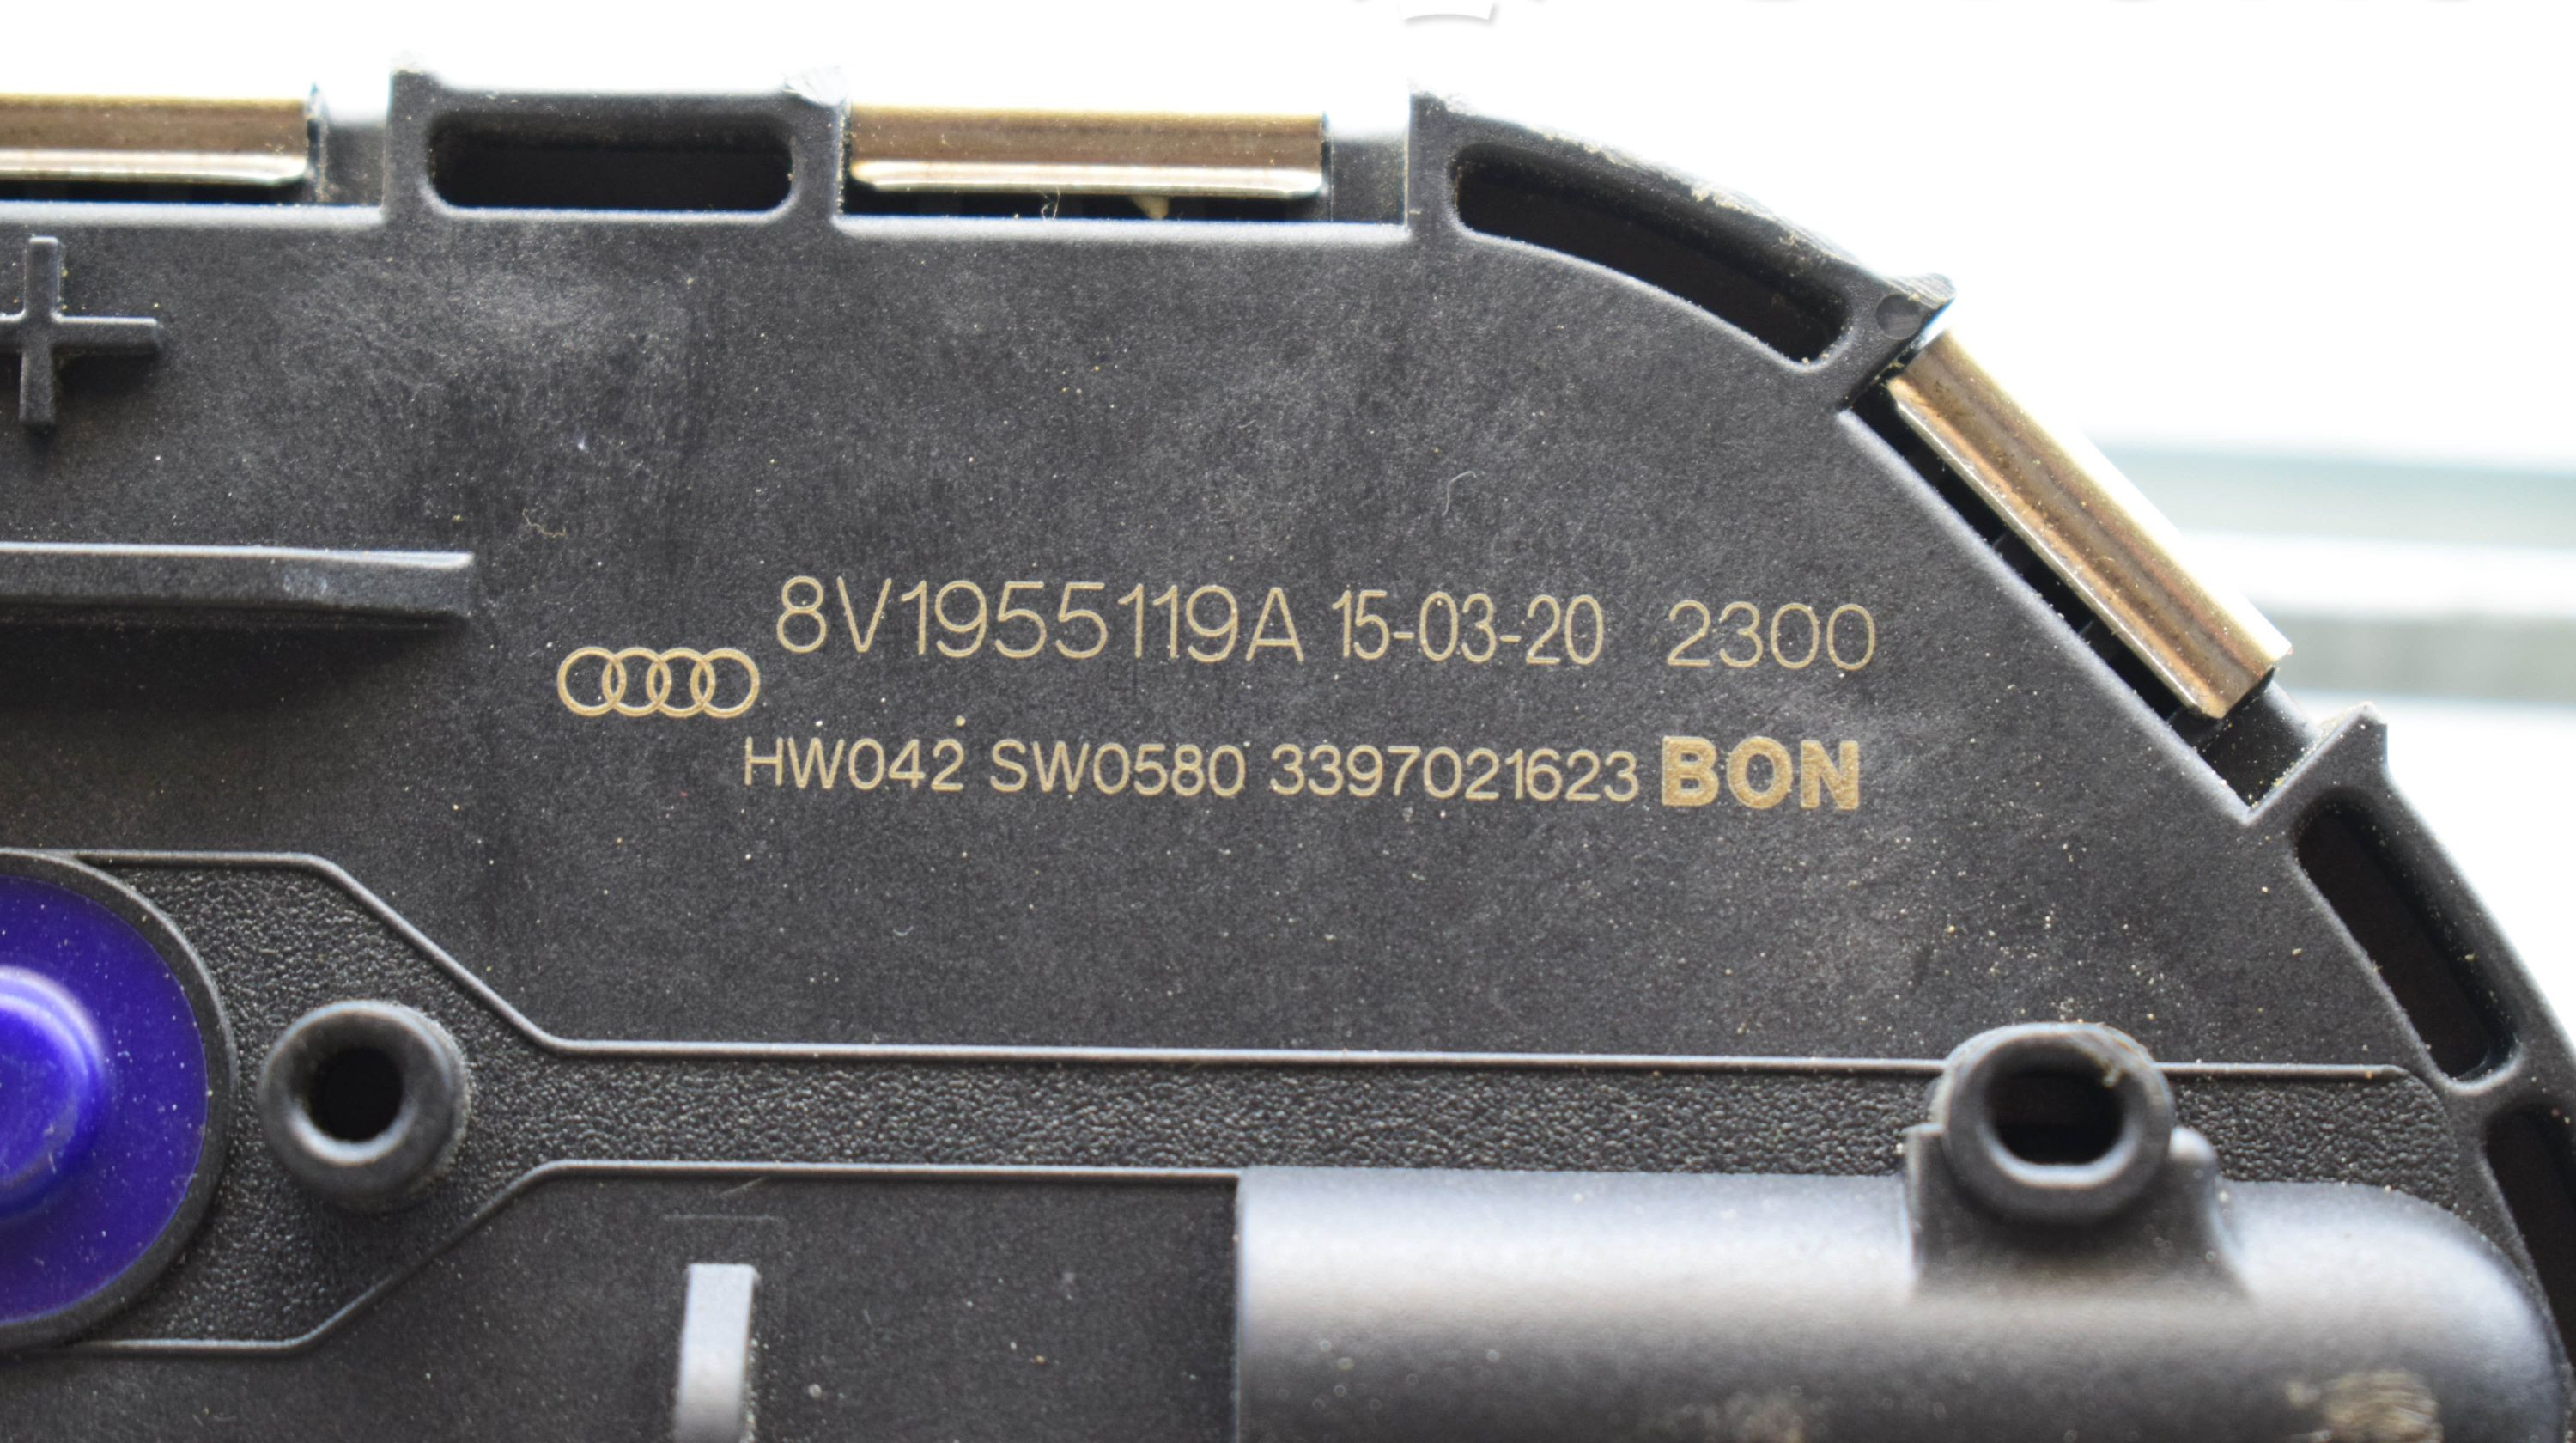 8V1955119A 15-03-20 2300
HW042 SW0580 3397021623 BON